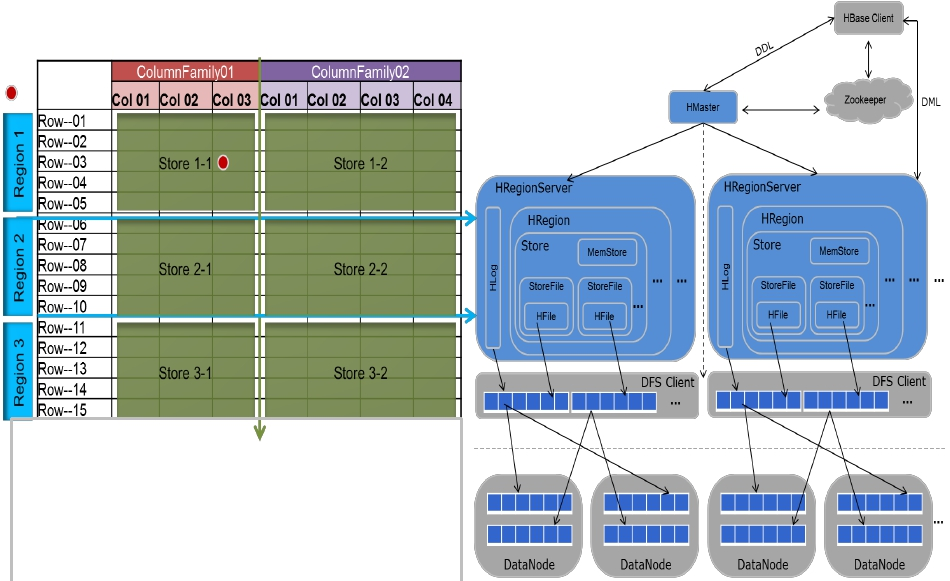 ColumnFamily01 ColumnFamily02
Col 01 Col 02 Col 03 Col 01 Col 02 Col 03 Col 04
Region 1
Row--01
Row--02
Row--03 Store 1-1 Store 1-2
Row--04
Row--05
Region 2
Row--06
Row--07
Row--08 Store 2-1 Store 2-2
Row--09
Row--10
Region 3
Row--11
Row--12
Row--13 Store 3-1 Store 3-2
Row--14
Row--15
HBase Client
DDL
Zookeeper
DML
HMaster
HRegionServer
HRegion
Store
MemStore
HLog
StoreFile StoreFile
HFile HFile
... ... ...
DFS Client
...
HRegionServer
HRegion
Store
MemStore
HLog
StoreFile StoreFile
HFile HFile
... ... ...
DFS Client
...
DataNode DataNode DataNode DataNode
...